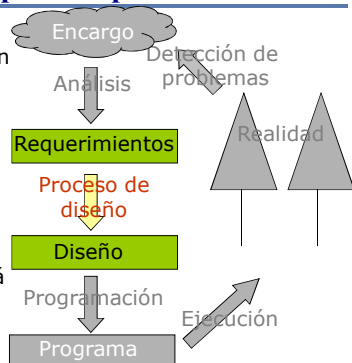 Encargo
n
Detección de
problemas
Análisis
Realidad
Requerimientos
Proceso de
diseño
Diseño
á
Programación
Ejecución
Programa